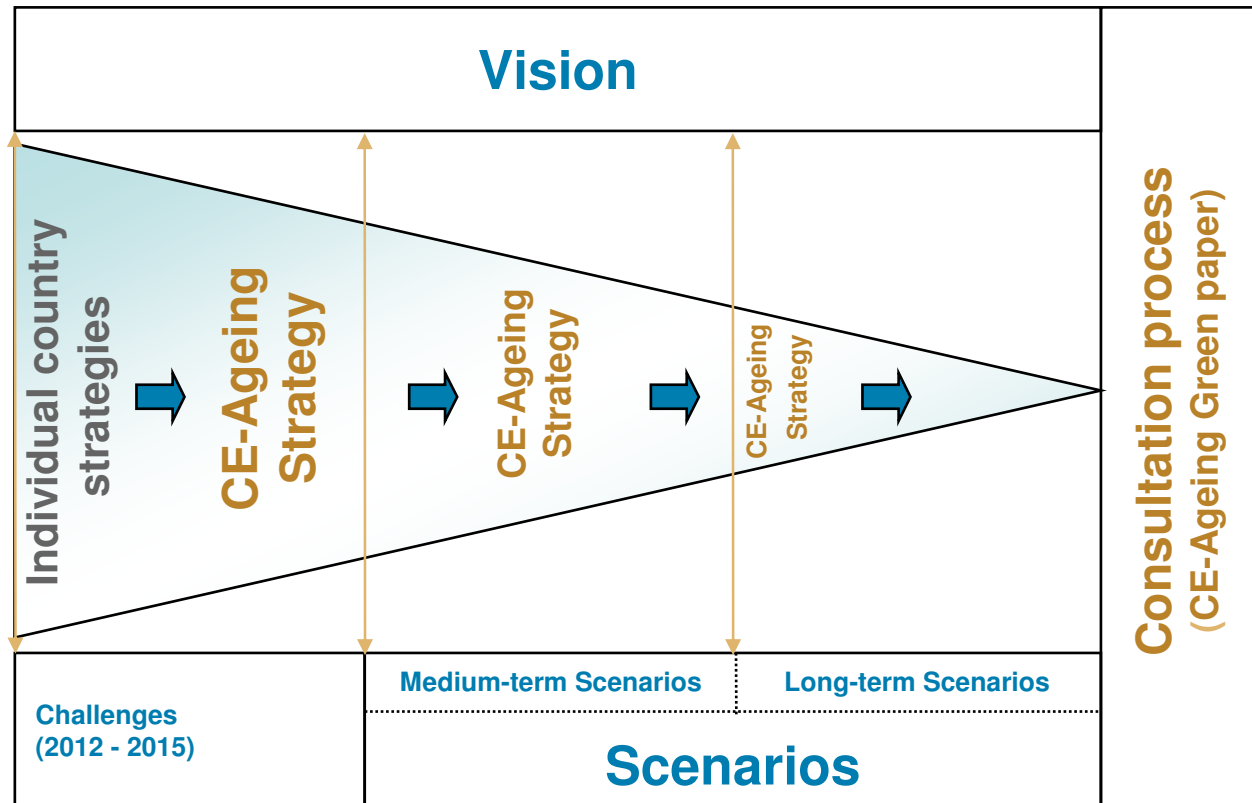 Vision
Individual country
strategies
CE-Ageing
Strategy
CE-Ageing
Strategy
CE-Ageing
Strategy
Consultation process
(CE-Ageing Green paper)
Challenges
(2012 - 2015)
Medium-term Scenarios
Long-term Scenarios
Scenarios